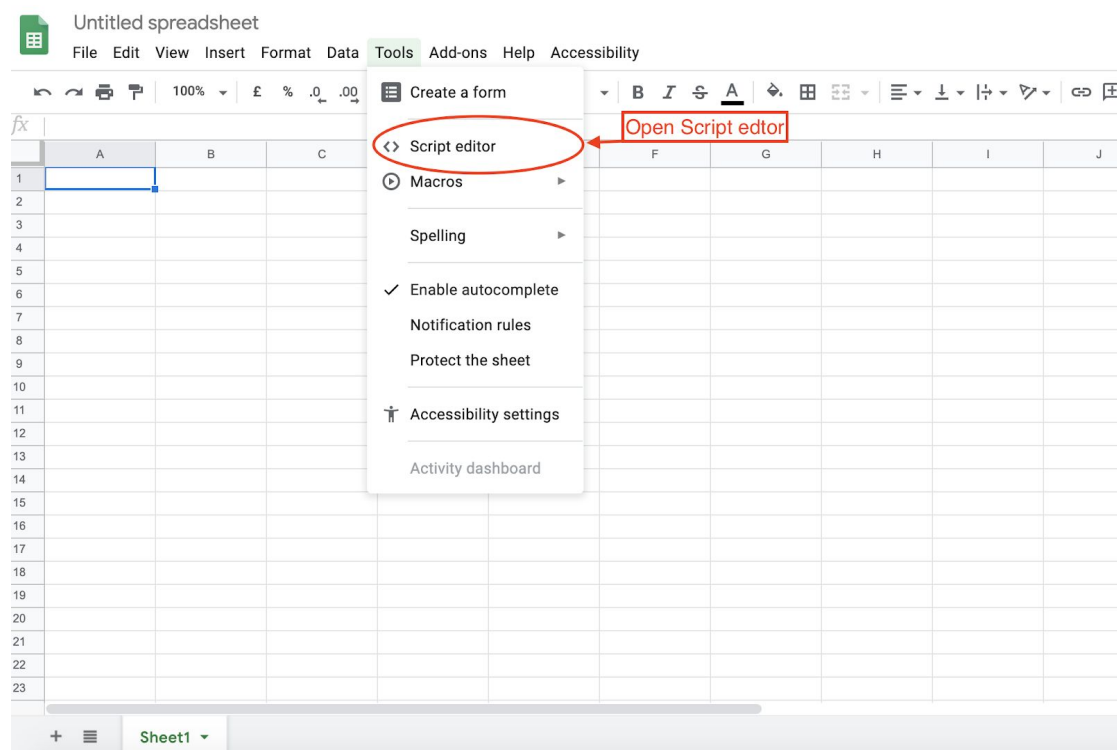 Untitled spreadsheet
File Edit View Insert Format Data Tools Add-ons Help Accessibility
100% £ % .0 .00 B I S A
Create a form
fx
Open Script edtor
Script editor
A B C F G H I J
Macros
Spelling
Enable autocomplete
Notification rules
Protect the sheet
Accessibility settings
Activity dashboard
1
2
3
4
5
6
7
8
9
10
11
12
13
14
15
16
17
18
19
20
21
22
23
Sheet1